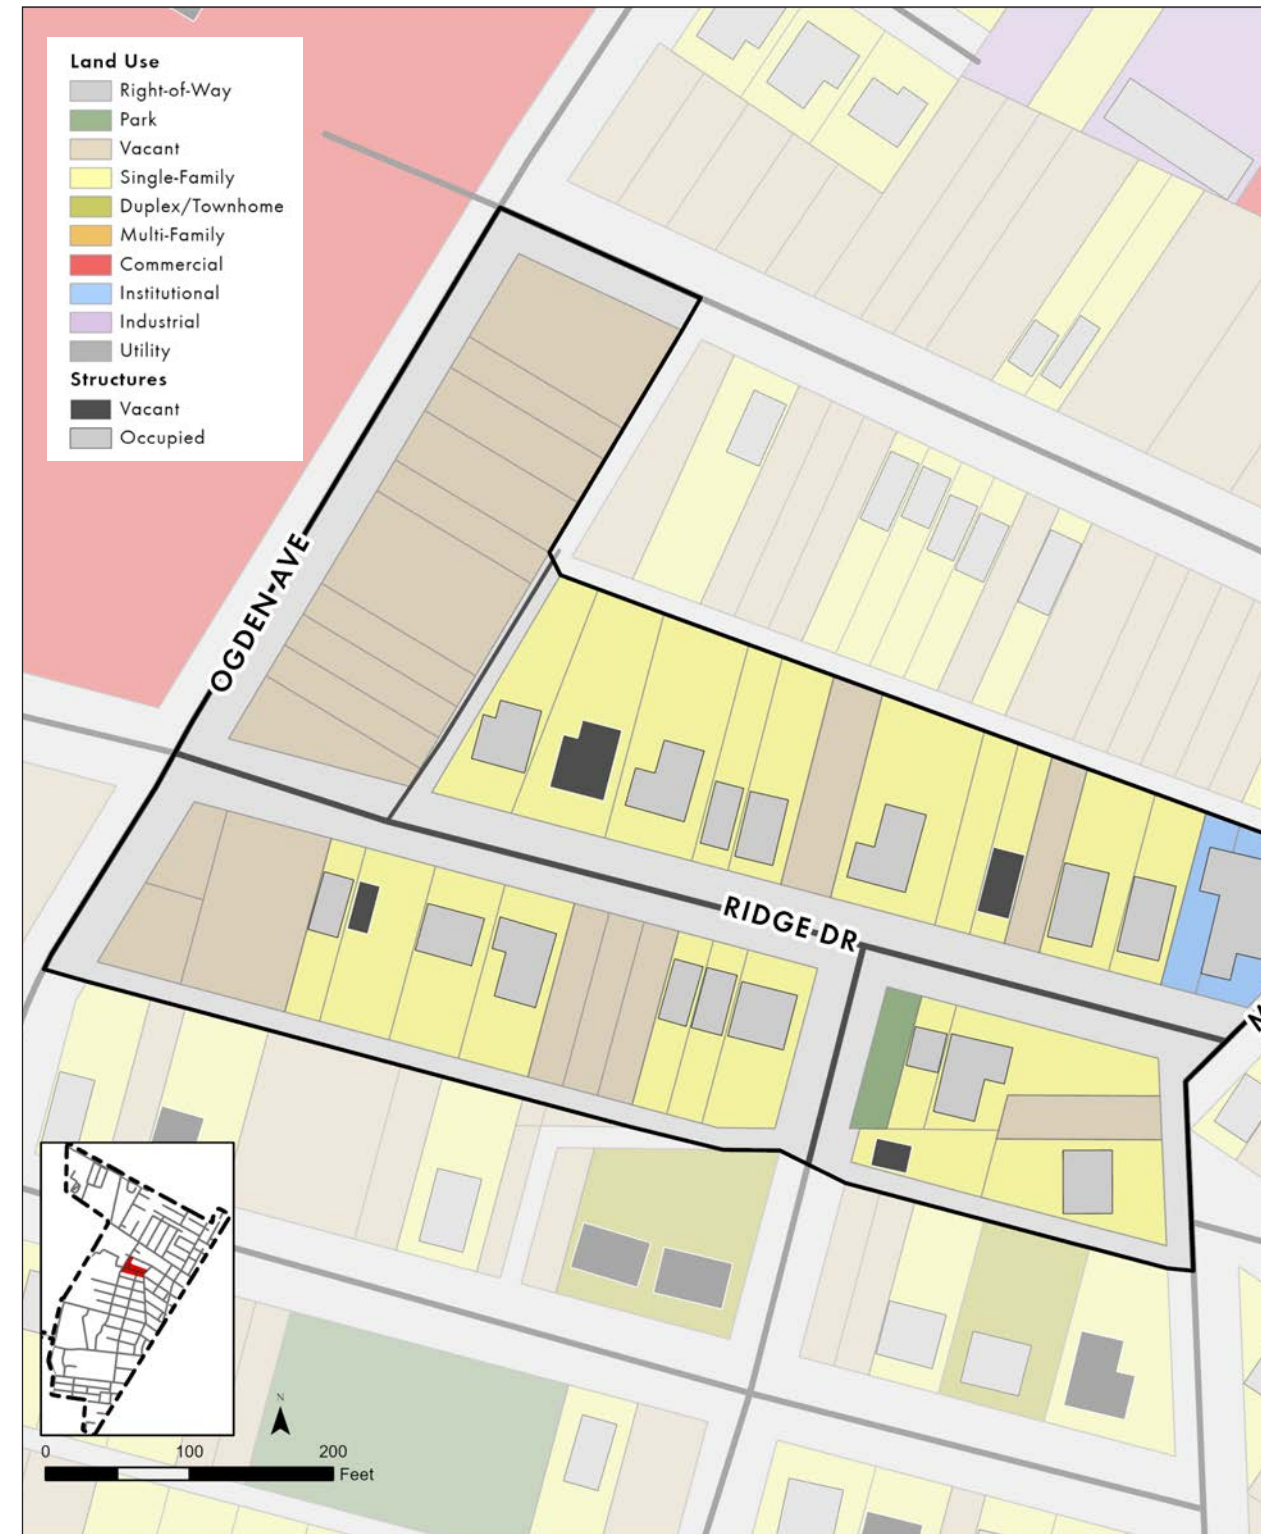 Land Use
Right-of-Way
Park
Vacant
Single-Family
Duplex/Townhome
Multi-Family
Commercial
Institutional
Industrial
Utility
Structures
Vacant
Occupied
OGDEN AVE
RIDGE DR
N
0 100 200
Feet